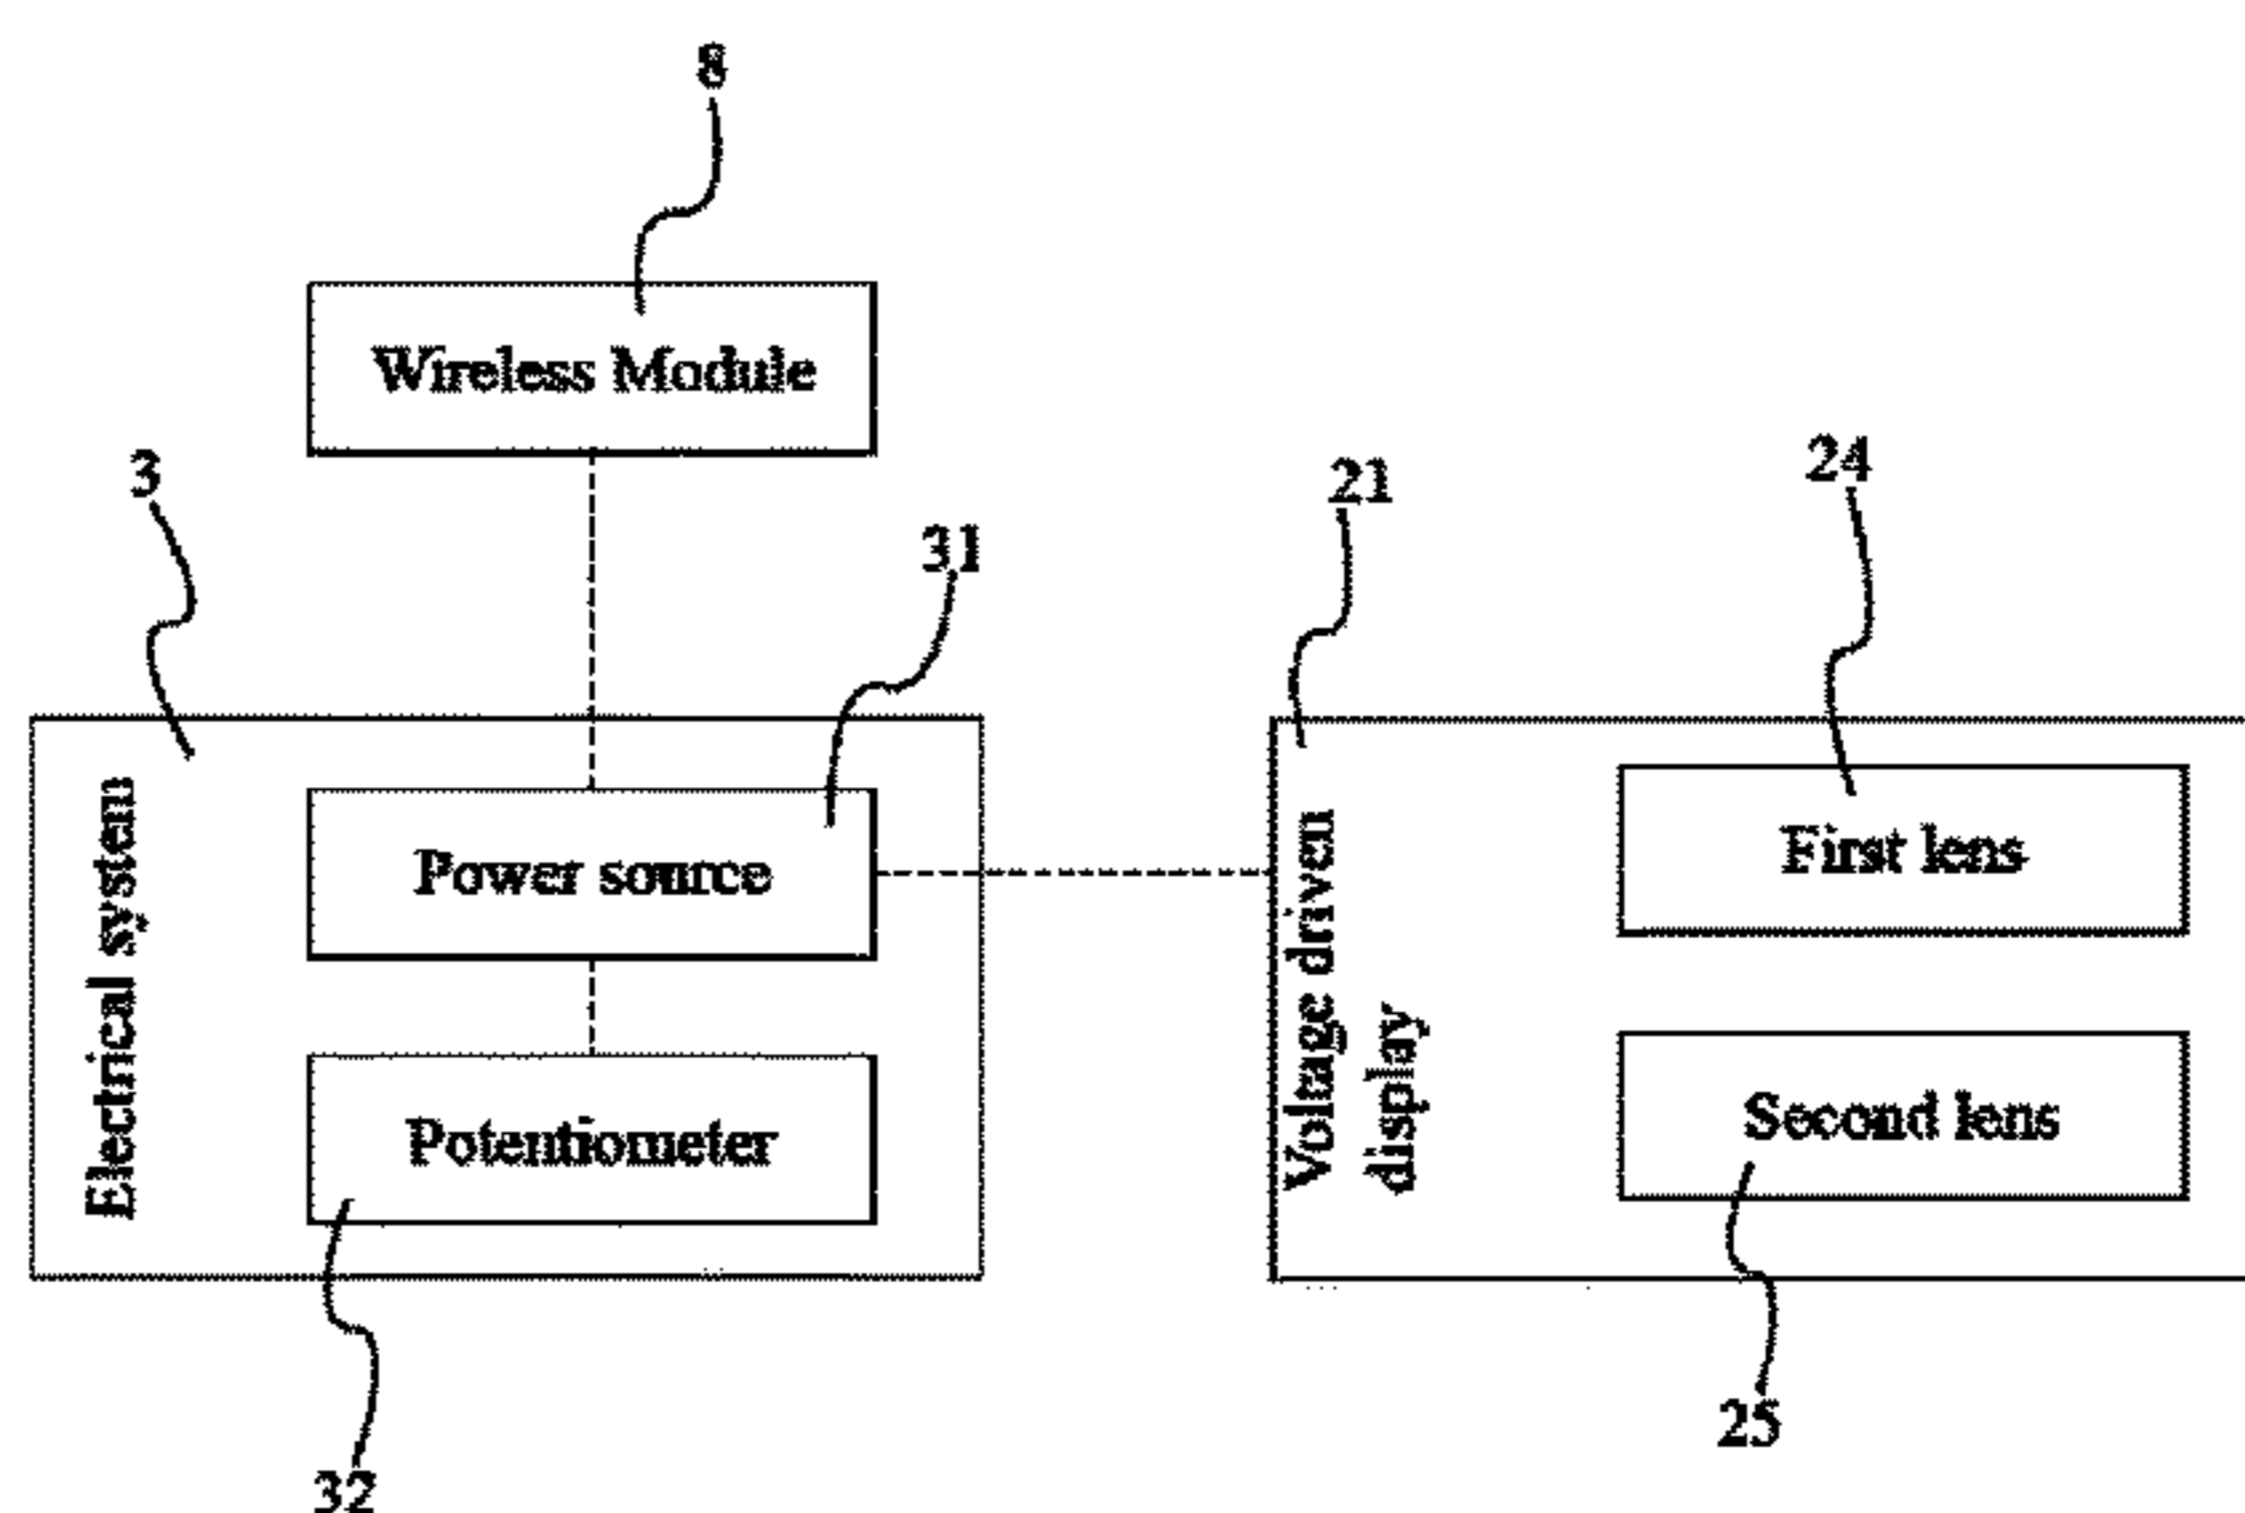 8
Wireless Module
3
31
21
24
Electrical system
Power source
Potentiometer
32
Voltage driven
display
First lens
Second lens
25